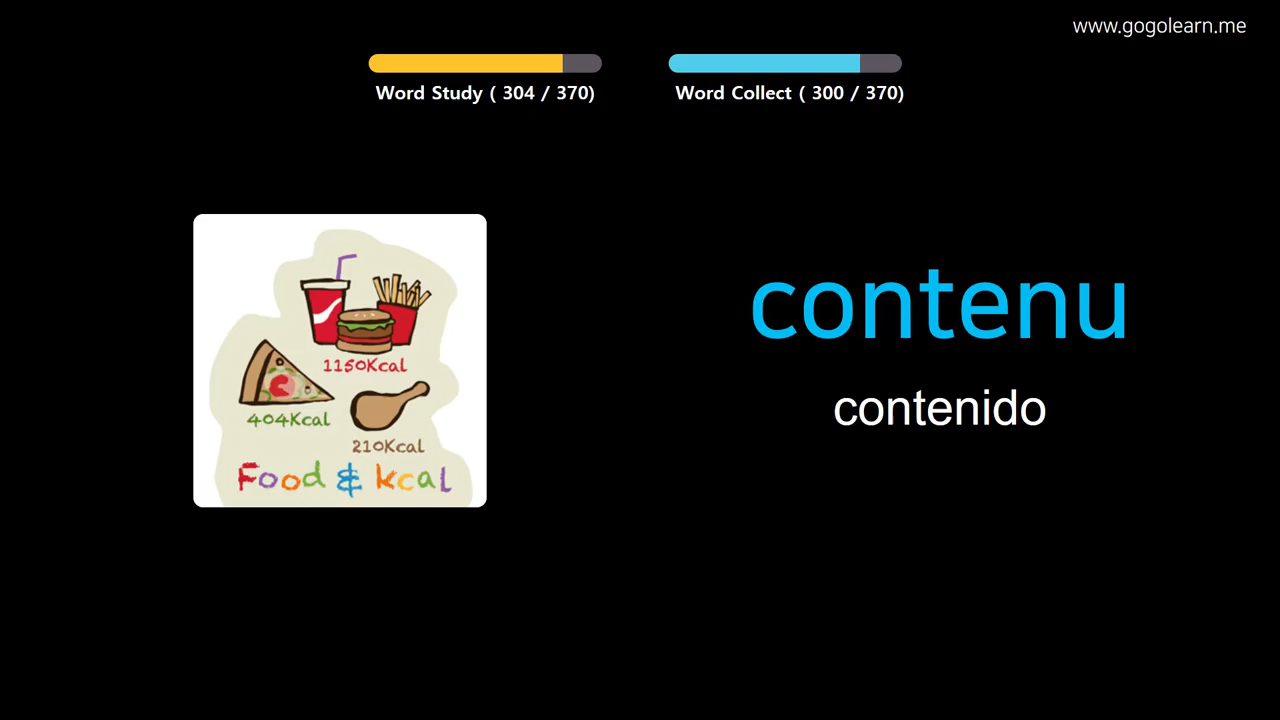 www.gogolearn.me
Word Study ( 304 / 370)
Word Collect ( 300 / 370)
1150Kcal
404Kcal
210Kcal
Food & kcal
contenu
contenido